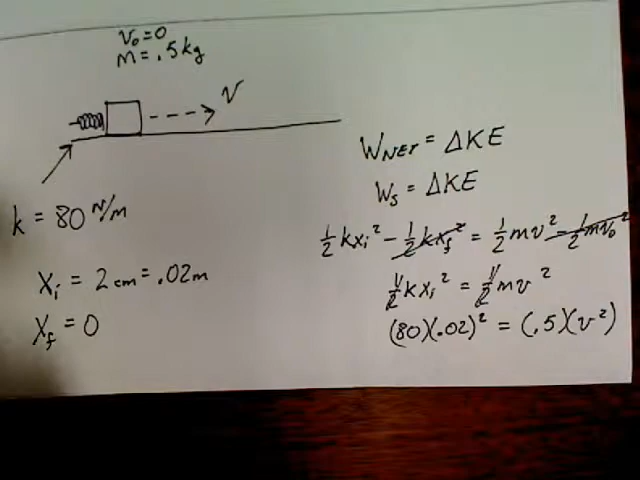 v₀=0
m=.5kg
v
k = 80 N/m
xᵢ = 2cm=.02m
x_f = 0
W_NET = ΔKE
W_S = ΔKE
½kxᵢ² - ½kx_f² = ½mv² - ½mv₀²
½kxᵢ² = ½mv²
(80)(.02)² = (.5)(v²)